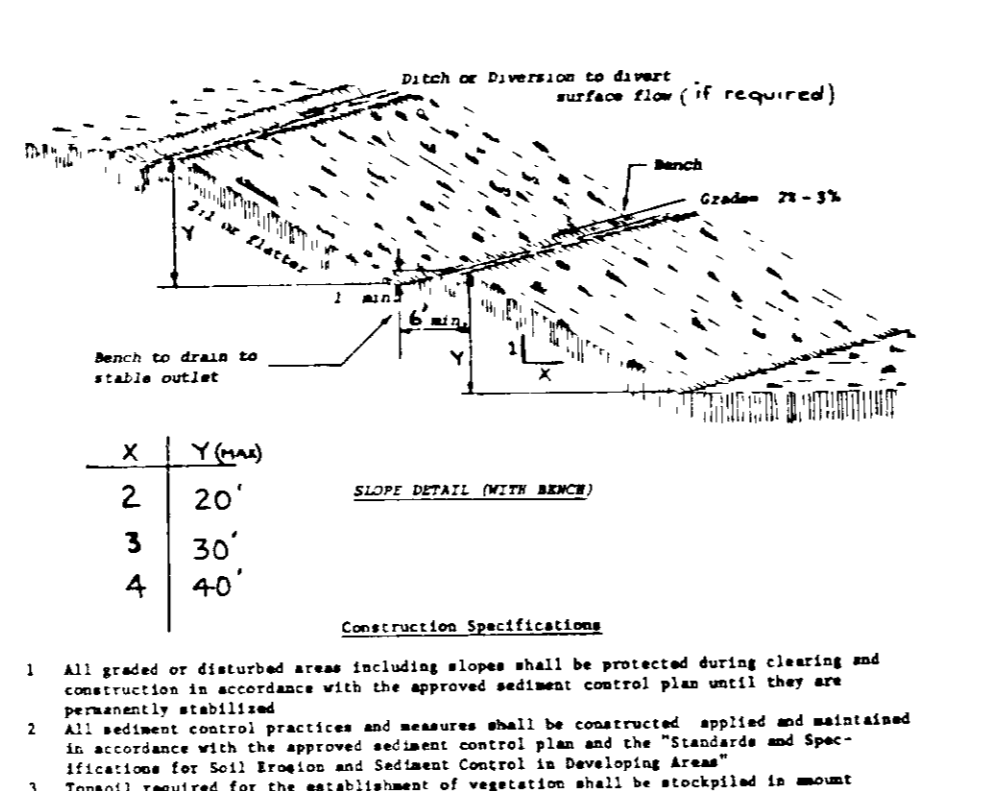 Ditch or Diversion to divert
surface flow (if required)
Bench
Grade= 2% - 3%
2:1 or flatter
Y
1 min
6' min.
Y
1
X
Bench to drain to
stable outlet
X Y (MAX)
2 20'
3 30'
4 40'
SLOPE DETAIL (WITH BENCH)
Construction Specifications
1 All graded or disturbed areas including slopes shall be protected during clearing and
construction in accordance with the approved sediment control plan until they are
permanently stabilized
2 All sediment control practices and measures shall be constructed applied and maintained
in accordance with the approved sediment control plan and the "Standards and Spec-
ifications for Soil Erosion and Sediment Control in Developing Areas"
3 Topsoil required for the establishment of vegetation shall be stockpiled in amount